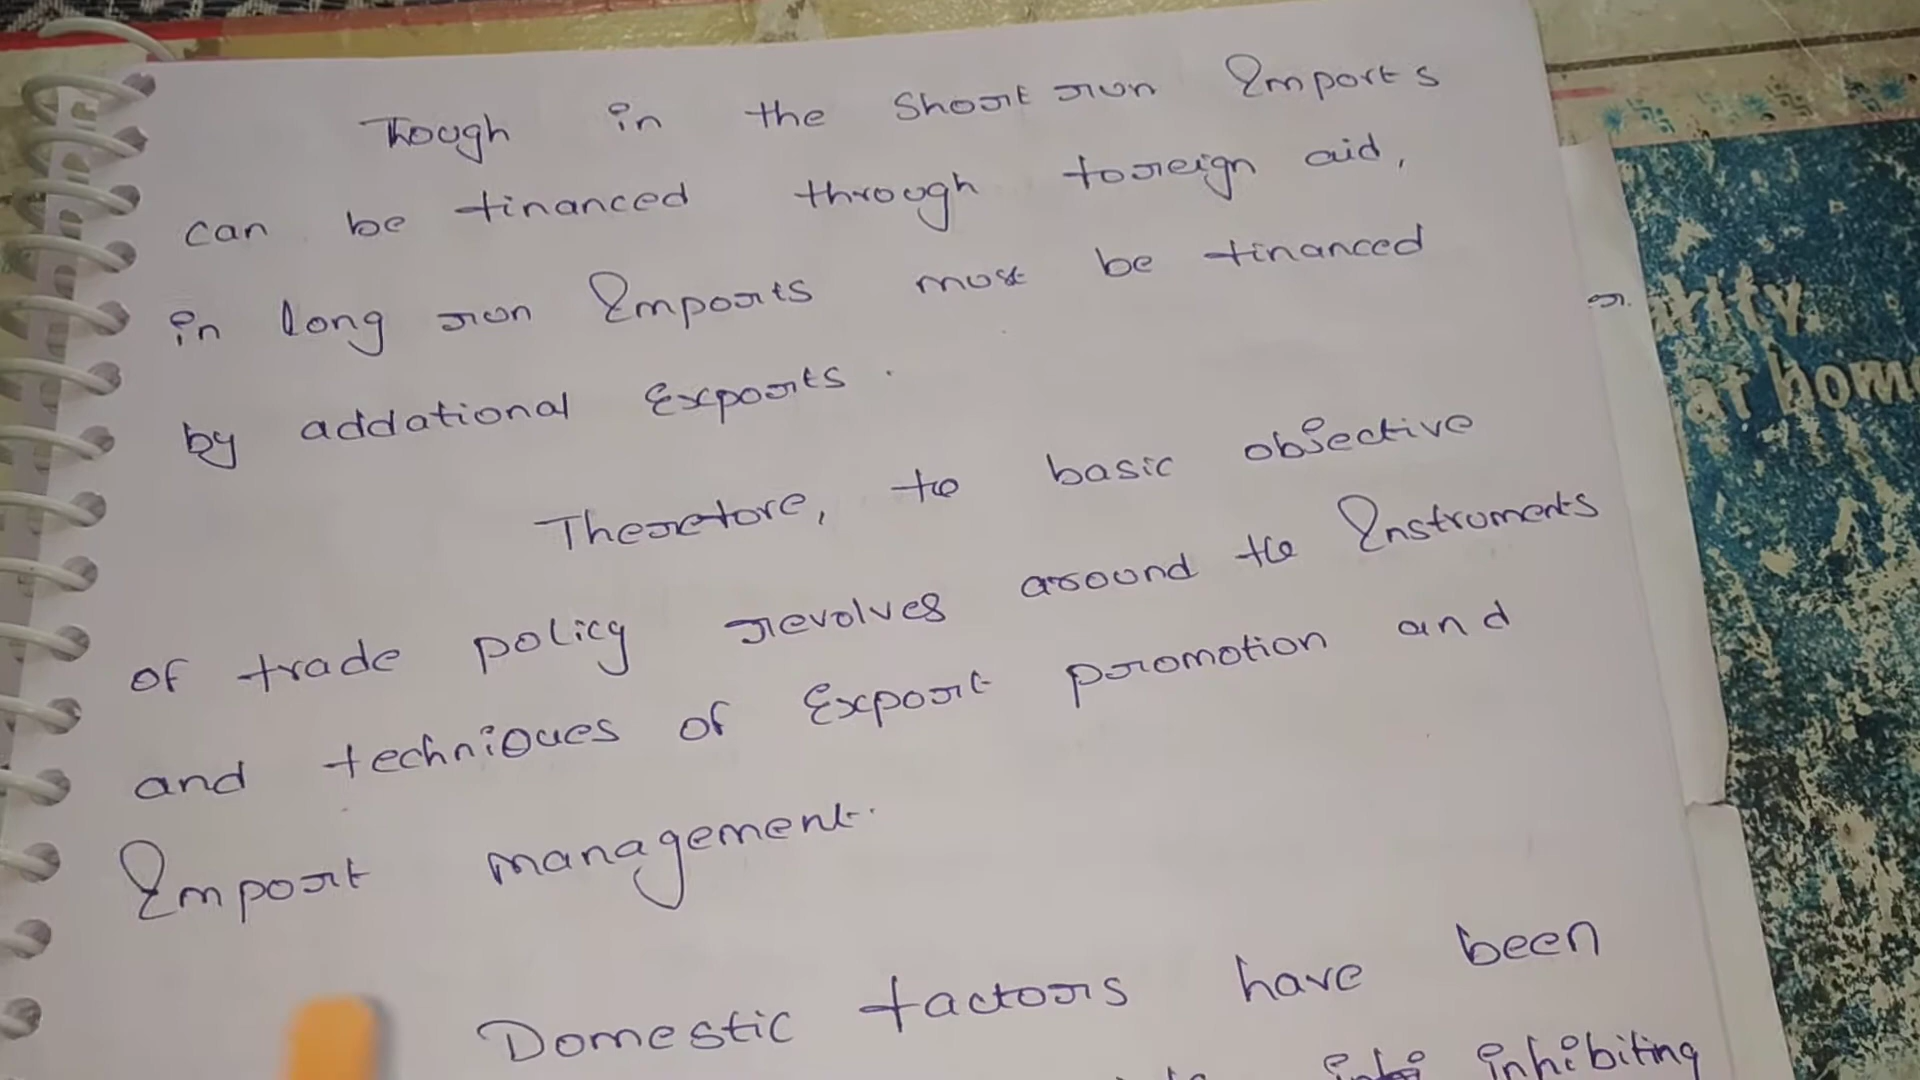 Though in the Short run Imports
can be financed through foreign aid,
in long run Imports must be financed
by addational Exports.
Therefore, the basic objective
of trade policy revolves around the Instruments
and techniques of Export promotion and
Import management.
Domestic factors have been
inhibiting
at home